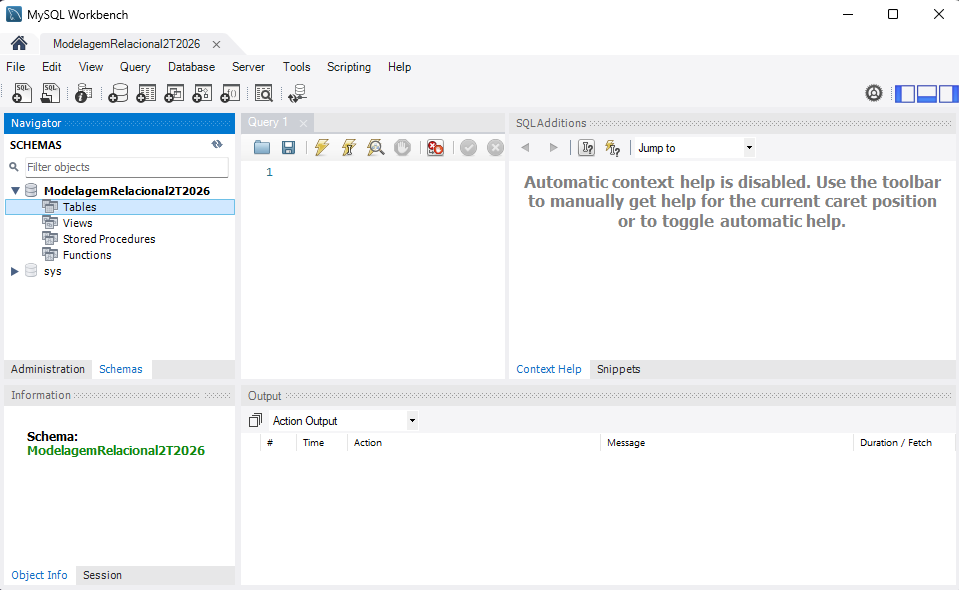 MySQL Workbench
ModelagemRelacional2T2026
File Edit View Query Database Server Tools Scripting Help
Navigator
SCHEMAS
Filter objects
ModelagemRelacional2T2026
Tables
Views
Stored Procedures
Functions
sys
Administration Schemas
Information
Schema:
ModelagemRelacional2T2026
Object Info Session
Query 1
1
SQLAdditions
Jump to
Automatic context help is disabled. Use the toolbar
to manually get help for the current caret position
or to toggle automatic help.
Context Help Snippets
Output
Action Output
# Time Action Message Duration / Fetch